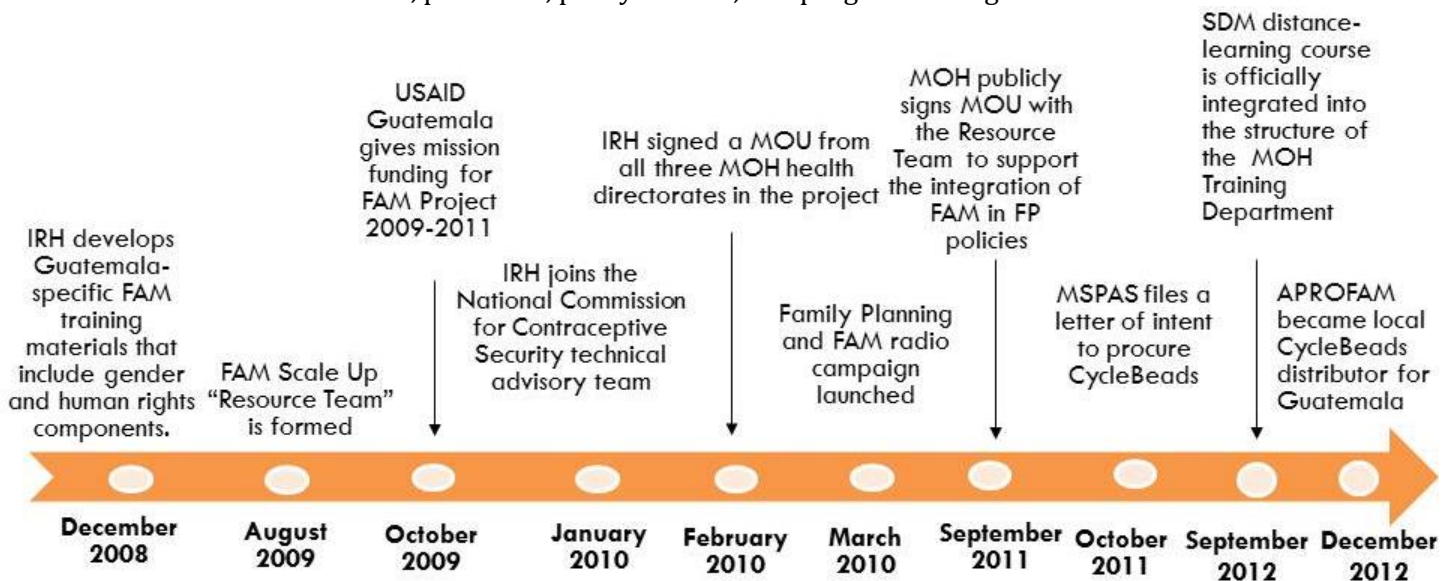 IRH develops
Guatemala-
specific FAM
training
materials that
include gender
and human rights
components.
FAM Scale Up
“Resource Team”
is formed
USAID
Guatemala
gives mission
funding for
FAM Project
2009-2011
IRH joins the
National Commission
for Contraceptive
Security technical
advisory team
IRH signed a MOU from
all three MOH health
directorates in the project
Family Planning
and FAM radio
campaign
launched
MOH publicly
signs MOU with
the Resource
Team to support
the integration of
FAM in FP
policies
MSPAS files a
letter of intent
to procure
CycleBeads
SDM distance-
learning course
is officially
integrated into
the structure of
the MOH
Training
Department
APROFAM
became local
CycleBeads
distributor for
Guatemala
December
2008
August
2009
October
2009
January
2010
February
2010
March
2010
September
2011
October
2011
September
2012
December
2012